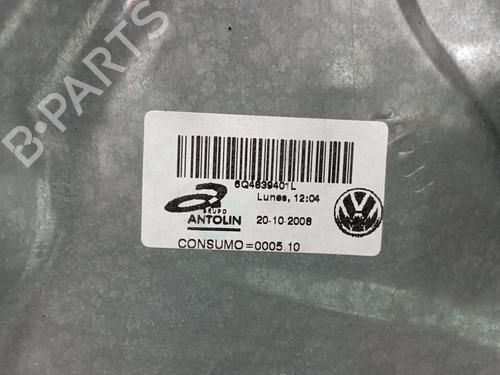 B-PARTS
6Q4839401L
Lunes, 12:04
GRUPO
ANTOLIN
20-10-2008
CONSUMO=0005.10